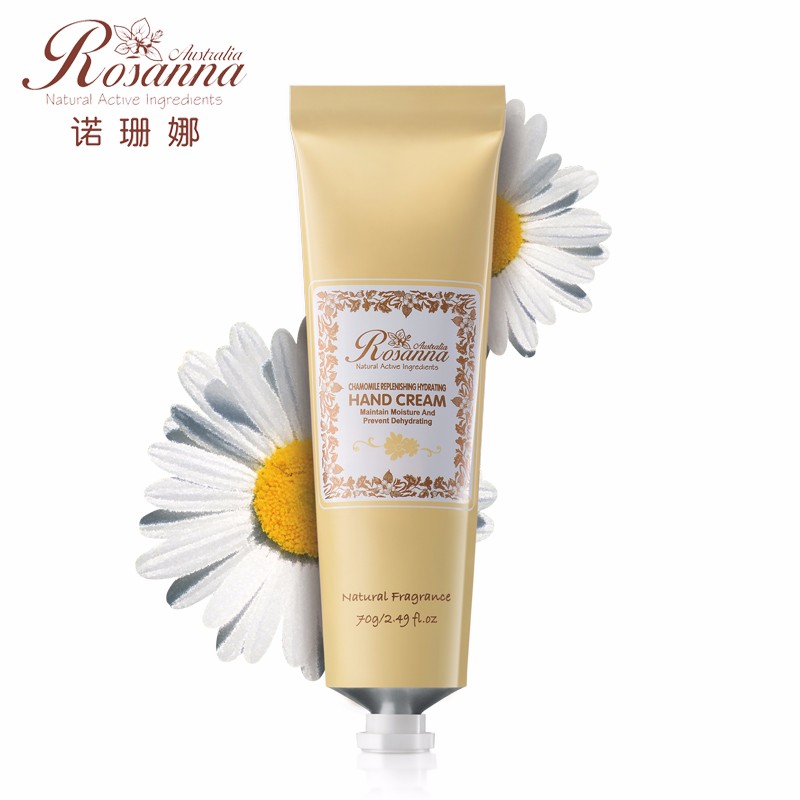 Australia
Rosanna
Natural Active Ingredients
诺珊娜
Australia
Rosanna
Natural Active Ingredients
CHAMOMILE REPLENISHING HYDRATING
HAND CREAM
Maintain Moisture And
Prevent Dehydrating
Natural Fragrance
70g/2.49 fl.oz